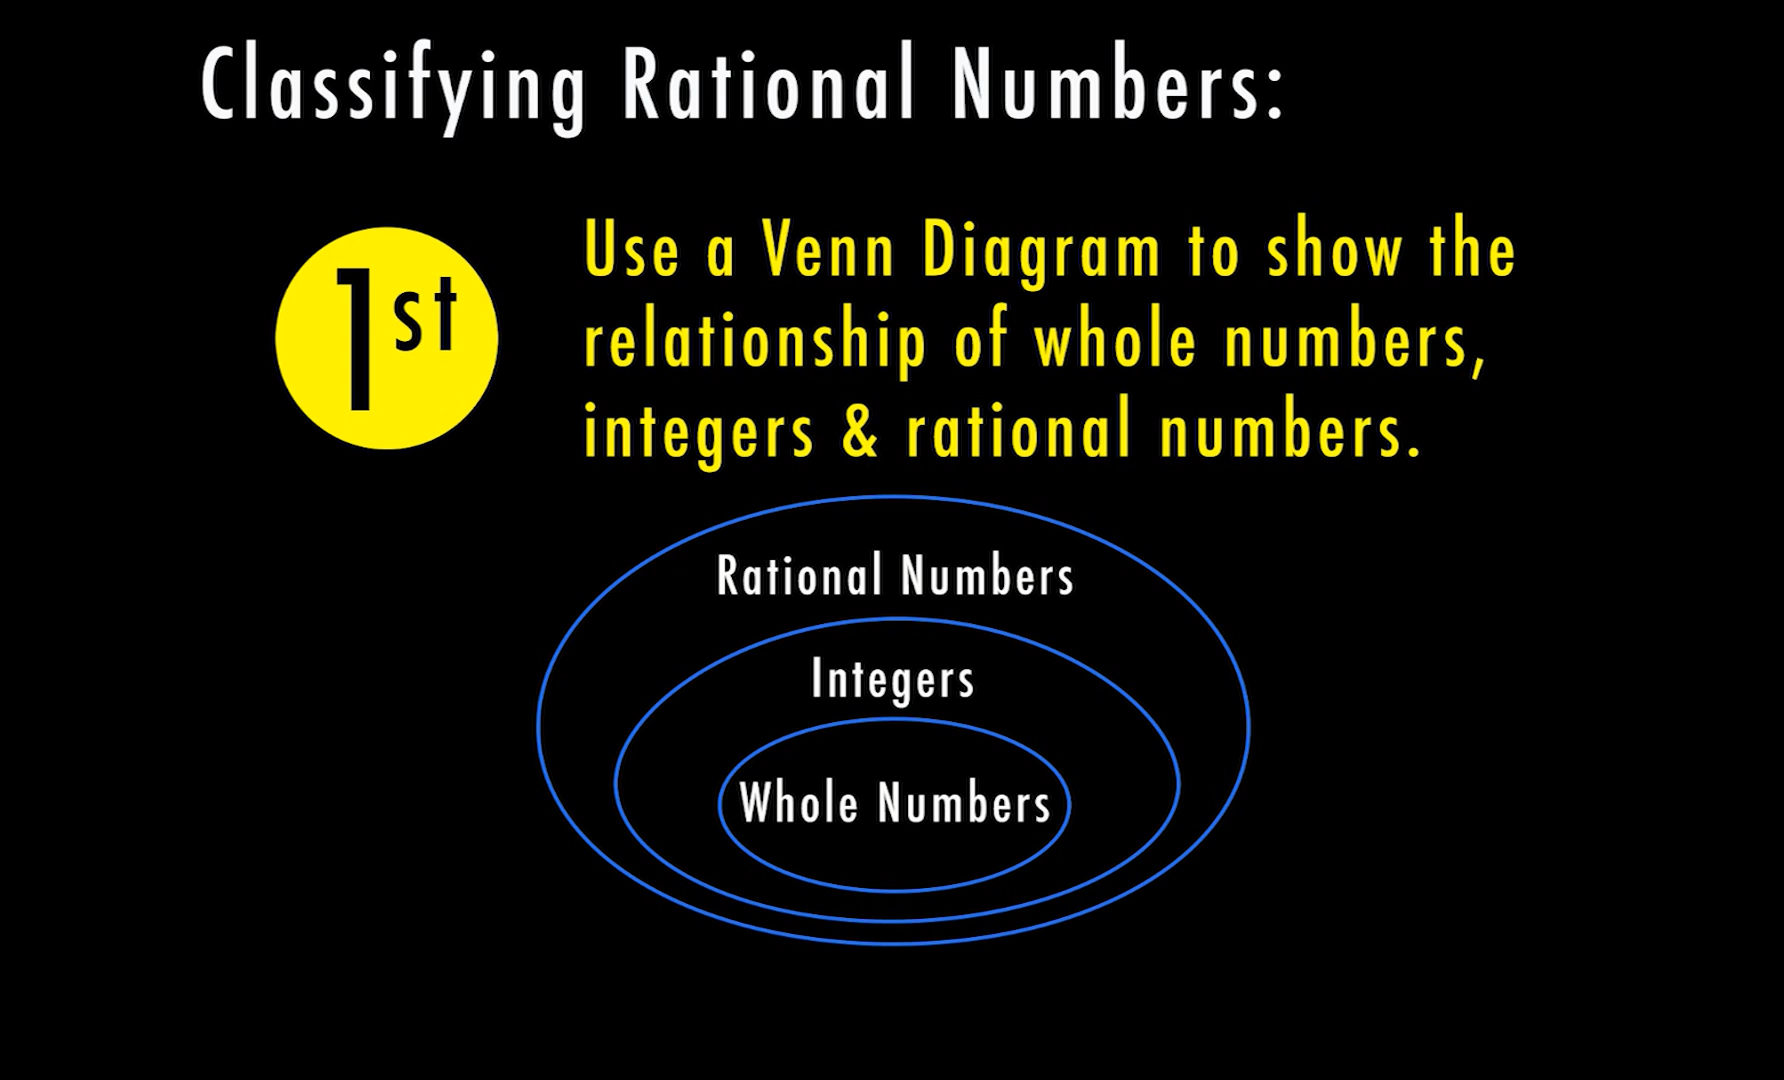 Classifying Rational Numbers:
1st
Use a Venn Diagram to show the
relationship of whole numbers,
integers & rational numbers.
Rational Numbers
Integers
Whole Numbers